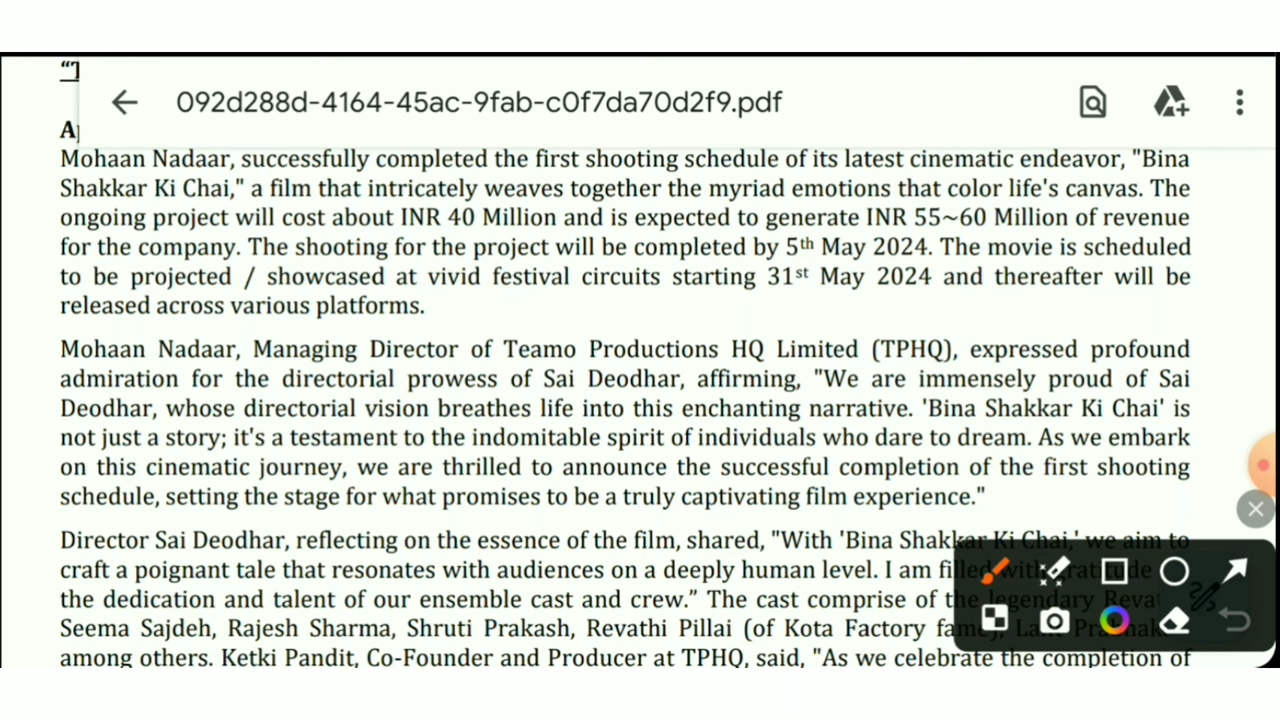 092d288d-4164-45ac-9fab-c0f7da70d2f9.pdf
Mohaan Nadaar, successfully completed the first shooting schedule of its latest cinematic endeavor, "Bina
Shakkar Ki Chai," a film that intricately weaves together the myriad emotions that color life's canvas. The
ongoing project will cost about INR 40 Million and is expected to generate INR 55~60 Million of revenue
for the company. The shooting for the project will be completed by 5th May 2024. The movie is scheduled
to be projected / showcased at vivid festival circuits starting 31st May 2024 and thereafter will be
released across various platforms.
Mohaan Nadaar, Managing Director of Teamo Productions HQ Limited (TPHQ), expressed profound
admiration for the directorial prowess of Sai Deodhar, affirming, "We are immensely proud of Sai
Deodhar, whose directorial vision breathes life into this enchanting narrative. 'Bina Shakkar Ki Chai' is
not just a story; it's a testament to the indomitable spirit of individuals who dare to dream. As we embark
on this cinematic journey, we are thrilled to announce the successful completion of the first shooting
schedule, setting the stage for what promises to be a truly captivating film experience."
Director Sai Deodhar, reflecting on the essence of the film, shared, "With 'Bina Shakkar Ki Chai,' we aim to
craft a poignant tale that resonates with audiences on a deeply human level. I am filled with gratitude
the dedication and talent of our ensemble cast and crew.” The cast comprise of the legendary
Seema Sajdeh, Rajesh Sharma, Shruti Prakash, Revathi Pillai (of Kota Factory fame),
among others. Ketki Pandit, Co-Founder and Producer at TPHQ, said, "As we celebrate the completion of